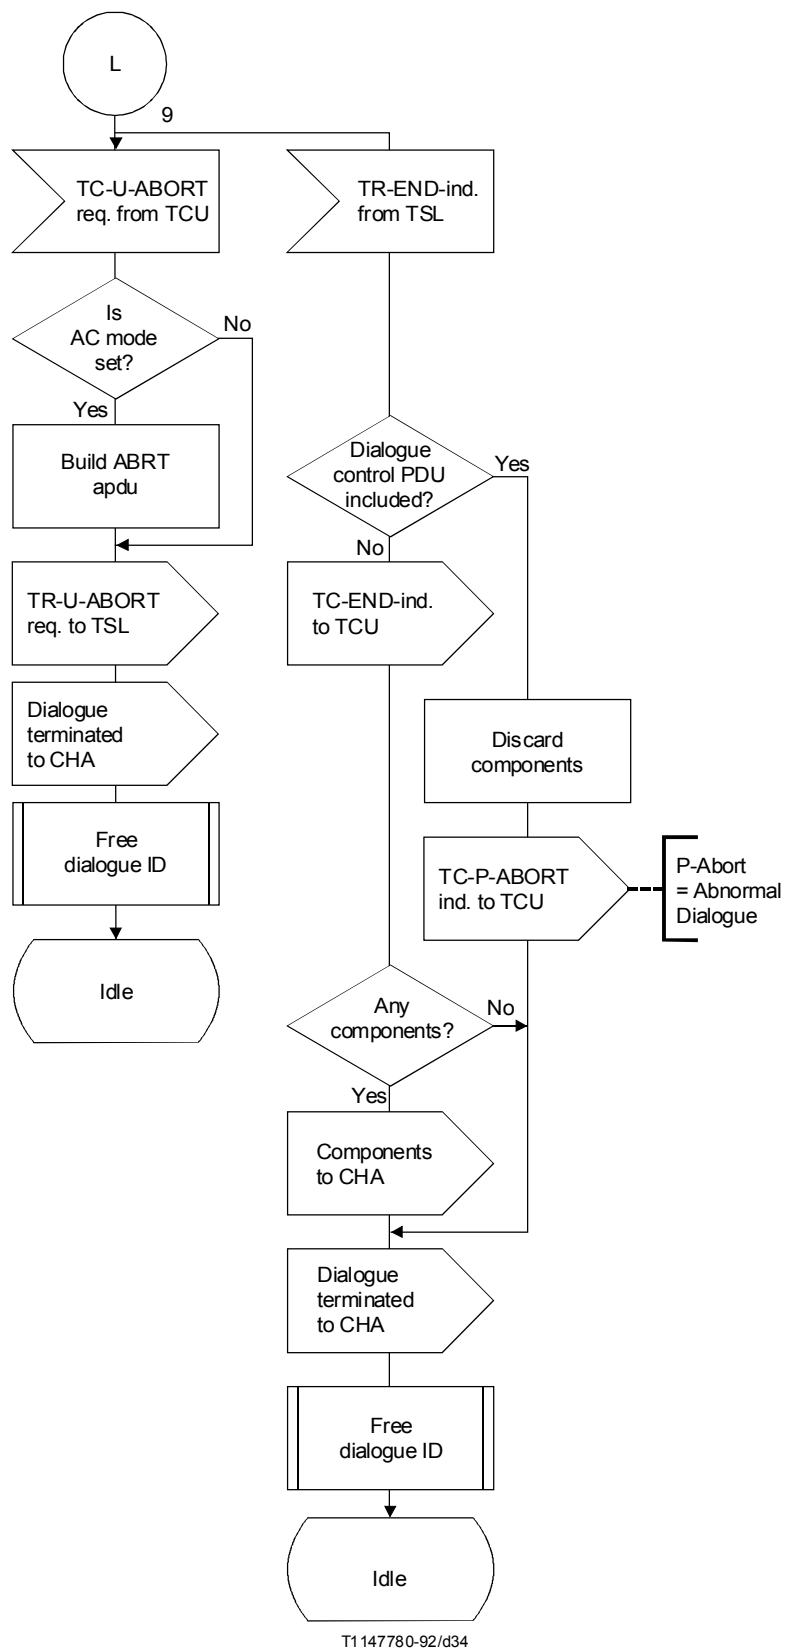 L
9
TC-U-ABORT
req. from TCU
TR-END-ind.
from TSL
Is
AC mode
set?
No
Yes
Build ABRT
apdu
Dialogue
control PDU
included?
Yes
No
TR-U-ABORT
req. to TSL
TC-END-ind.
to TCU
Dialogue
terminated
to CHA
Discard
components
Free
dialogue ID
TC-P-ABORT
ind. to TCU
P-Abort
= Abnormal
Dialogue
Idle
Any
components?
No
Yes
Components
to CHA
Dialogue
terminated
to CHA
Free
dialogue ID
Idle
T1147780-92/d34